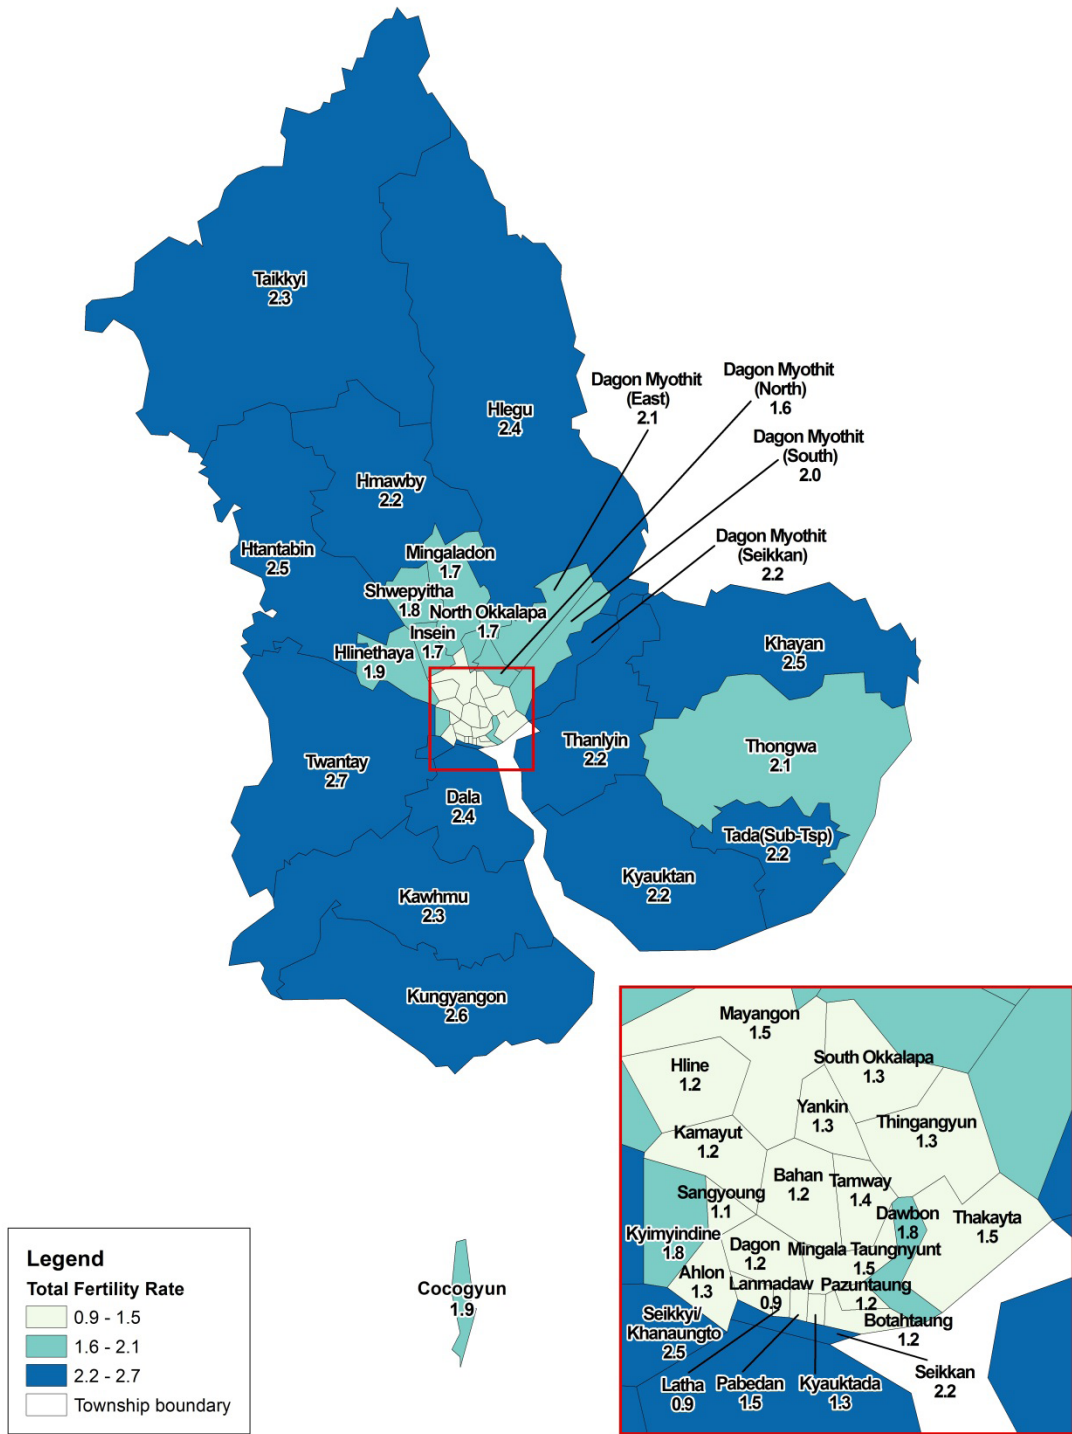 Taikkyi
2.3
Hlegu
2.4
Dagon Myothit
(East)
2.1
Dagon Myothit
(North)
1.6
Dagon Myothit
(South)
2.0
Dagon Myothit
(Seikkan)
2.2
Hmawby
2.2
Htantabin
2.5
Mingaladon
1.7
Shwepyitha
1.8
North Okkalapa
1.7
Insein
1.7
Hlinethaya
1.9
Khayan
2.5
Thongwa
2.1
Thanlyin
2.2
Twantay
2.7
Dala
2.4
Tada(Sub-Tsp)
2.2
Kyauktan
2.2
Kawhmu
2.3
Kungyangon
2.6
Cocogyun
1.9
Mayangon
1.5
Hline
1.2
South Okkalapa
1.3
Yankin
1.3
Thingangyun
1.3
Kamayut
1.2
Bahan
1.2
Tamway
1.4
Sangyoung
1.1
Dawbon
1.8
Thakayta
1.5
Kyimyindine
1.8
Dagon
1.2
Mingala Taungnyunt
1.5
Ahlon
1.3
Lanmadaw
0.9
Pazuntaung
1.2
Botahtaung
1.2
Seikkyi/
Khanaungto
2.5
Latha
0.9
Pabedan
1.5
Kyauktada
1.3
Seikkan
2.2
Legend
Total Fertility Rate
0.9 - 1.5
1.6 - 2.1
2.2 - 2.7
Township boundary